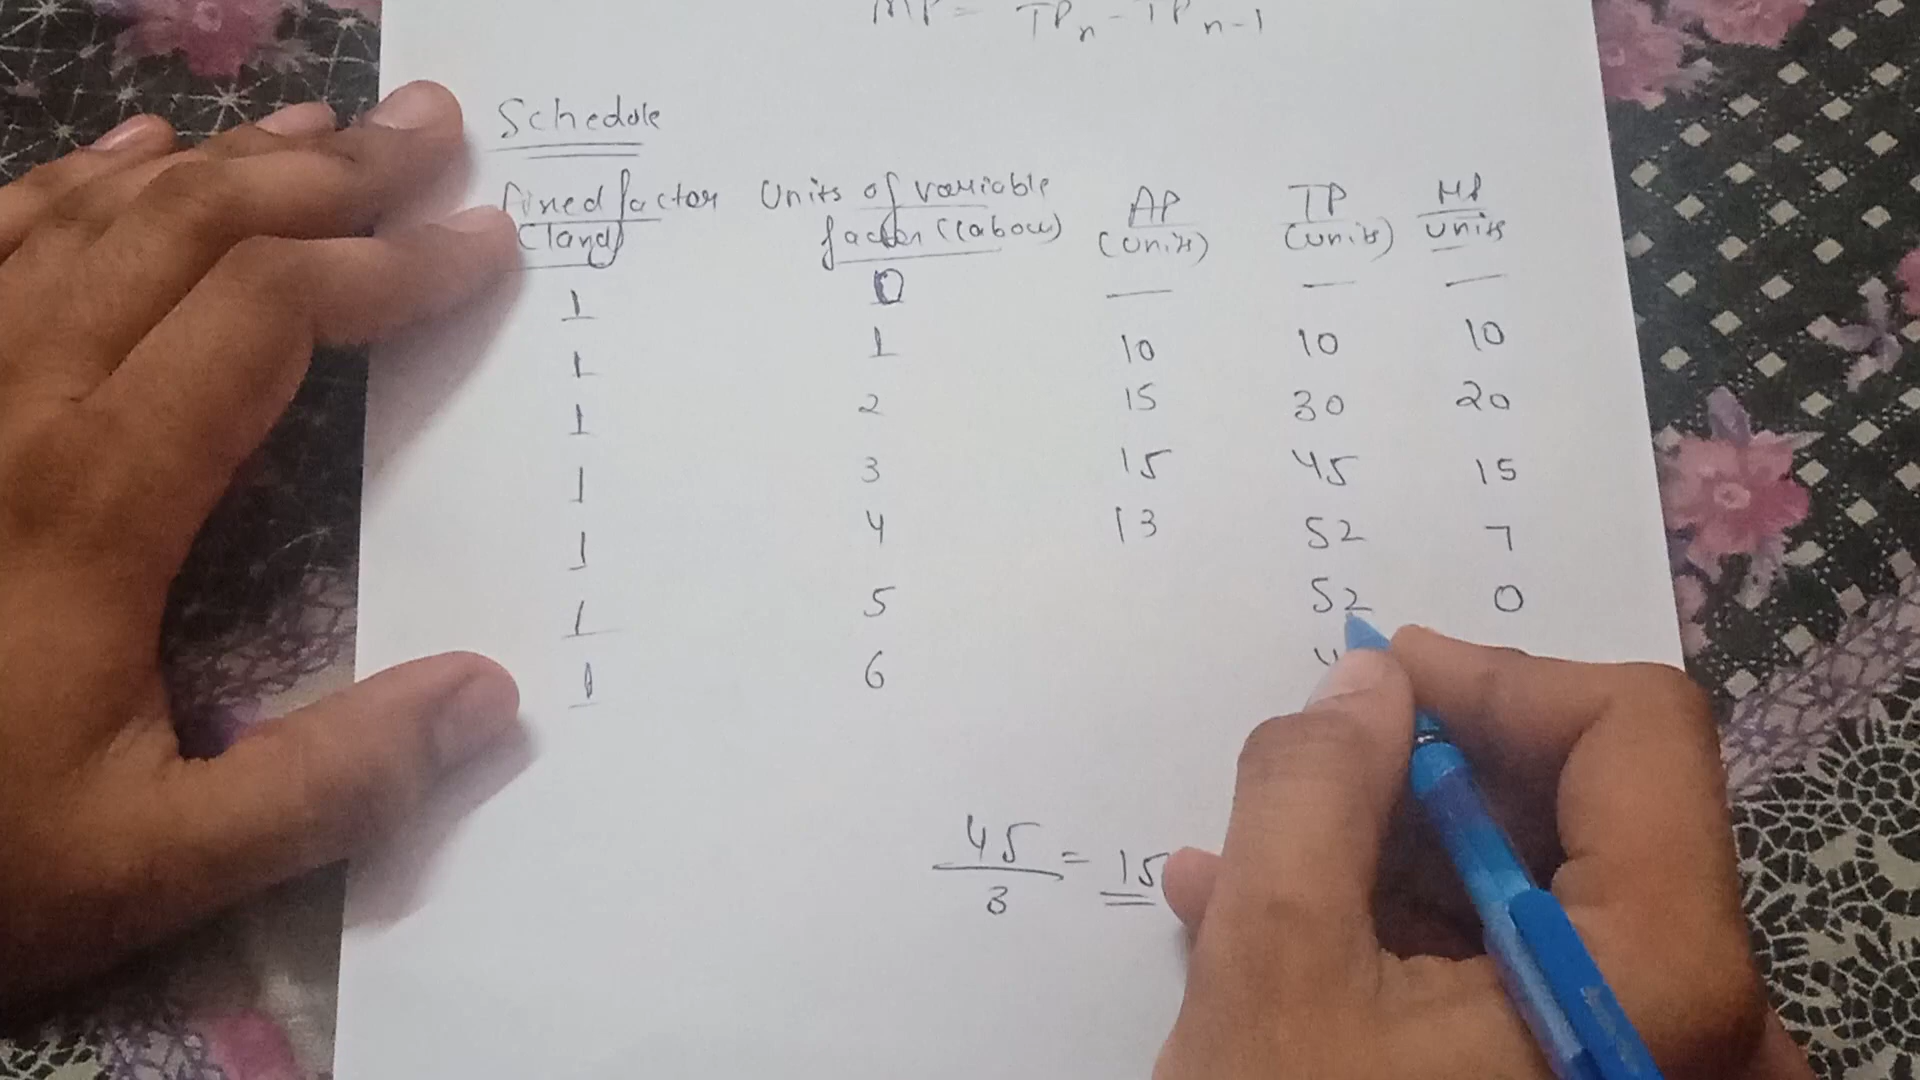 MP = TPn - TPn-1
Schedule
fixed factor Units of variable AP TP MP
(land) factor (labour) (units) (units) units
1 0 — — —
1 1 10 10 10
1 2 15 30 20
1 3 15 45 15
1 4 13 52 7
1 5 52 0
1 6 4
45/3 = 15